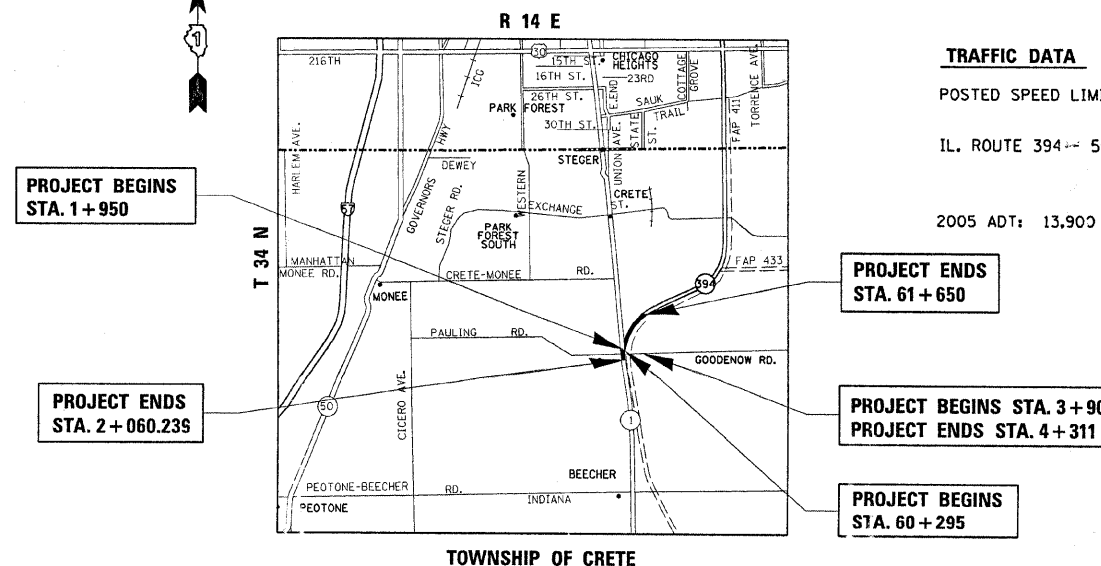 R 14 E
30
216TH
15TH ST.
CHICAGO
HEIGHTS
16TH ST.
23RD
26TH ST.
ICG
PARK FOREST
30TH ST.
E.END
SAUK
TRAIL
COTTAGE
GROVE
TORRENCE AVE.
FAP 411
STATE
ST.
UNION AVE.
HARLEM AVE.
HWY
DEWEY
STEGER
GOVERNORS
STEGER RD.
WESTERN
EXCHANGE
CRETE
ST.
PARK
FOREST
SOUTH
57
T 34 N
MANHATTAN
MONEE RD.
CRETE-MONEE RD.
FAP 433
394
MONEE
PAULING RD.
GOODENOW RD.
CICERO AVE.
50
1
BEECHER
PEOTONE-BEECHER RD.
INDIANA
PEOTONE
TOWNSHIP OF CRETE
PROJECT BEGINS
STA. 1+950
PROJECT ENDS
STA. 2+060.239
TRAFFIC DATA
POSTED SPEED LIMI
IL. ROUTE 394 - 5
2005 ADT: 13,900
PROJECT ENDS
STA. 61+650
PROJECT BEGINS STA. 3+90
PROJECT ENDS STA. 4+311
PROJECT BEGINS
STA. 60+295